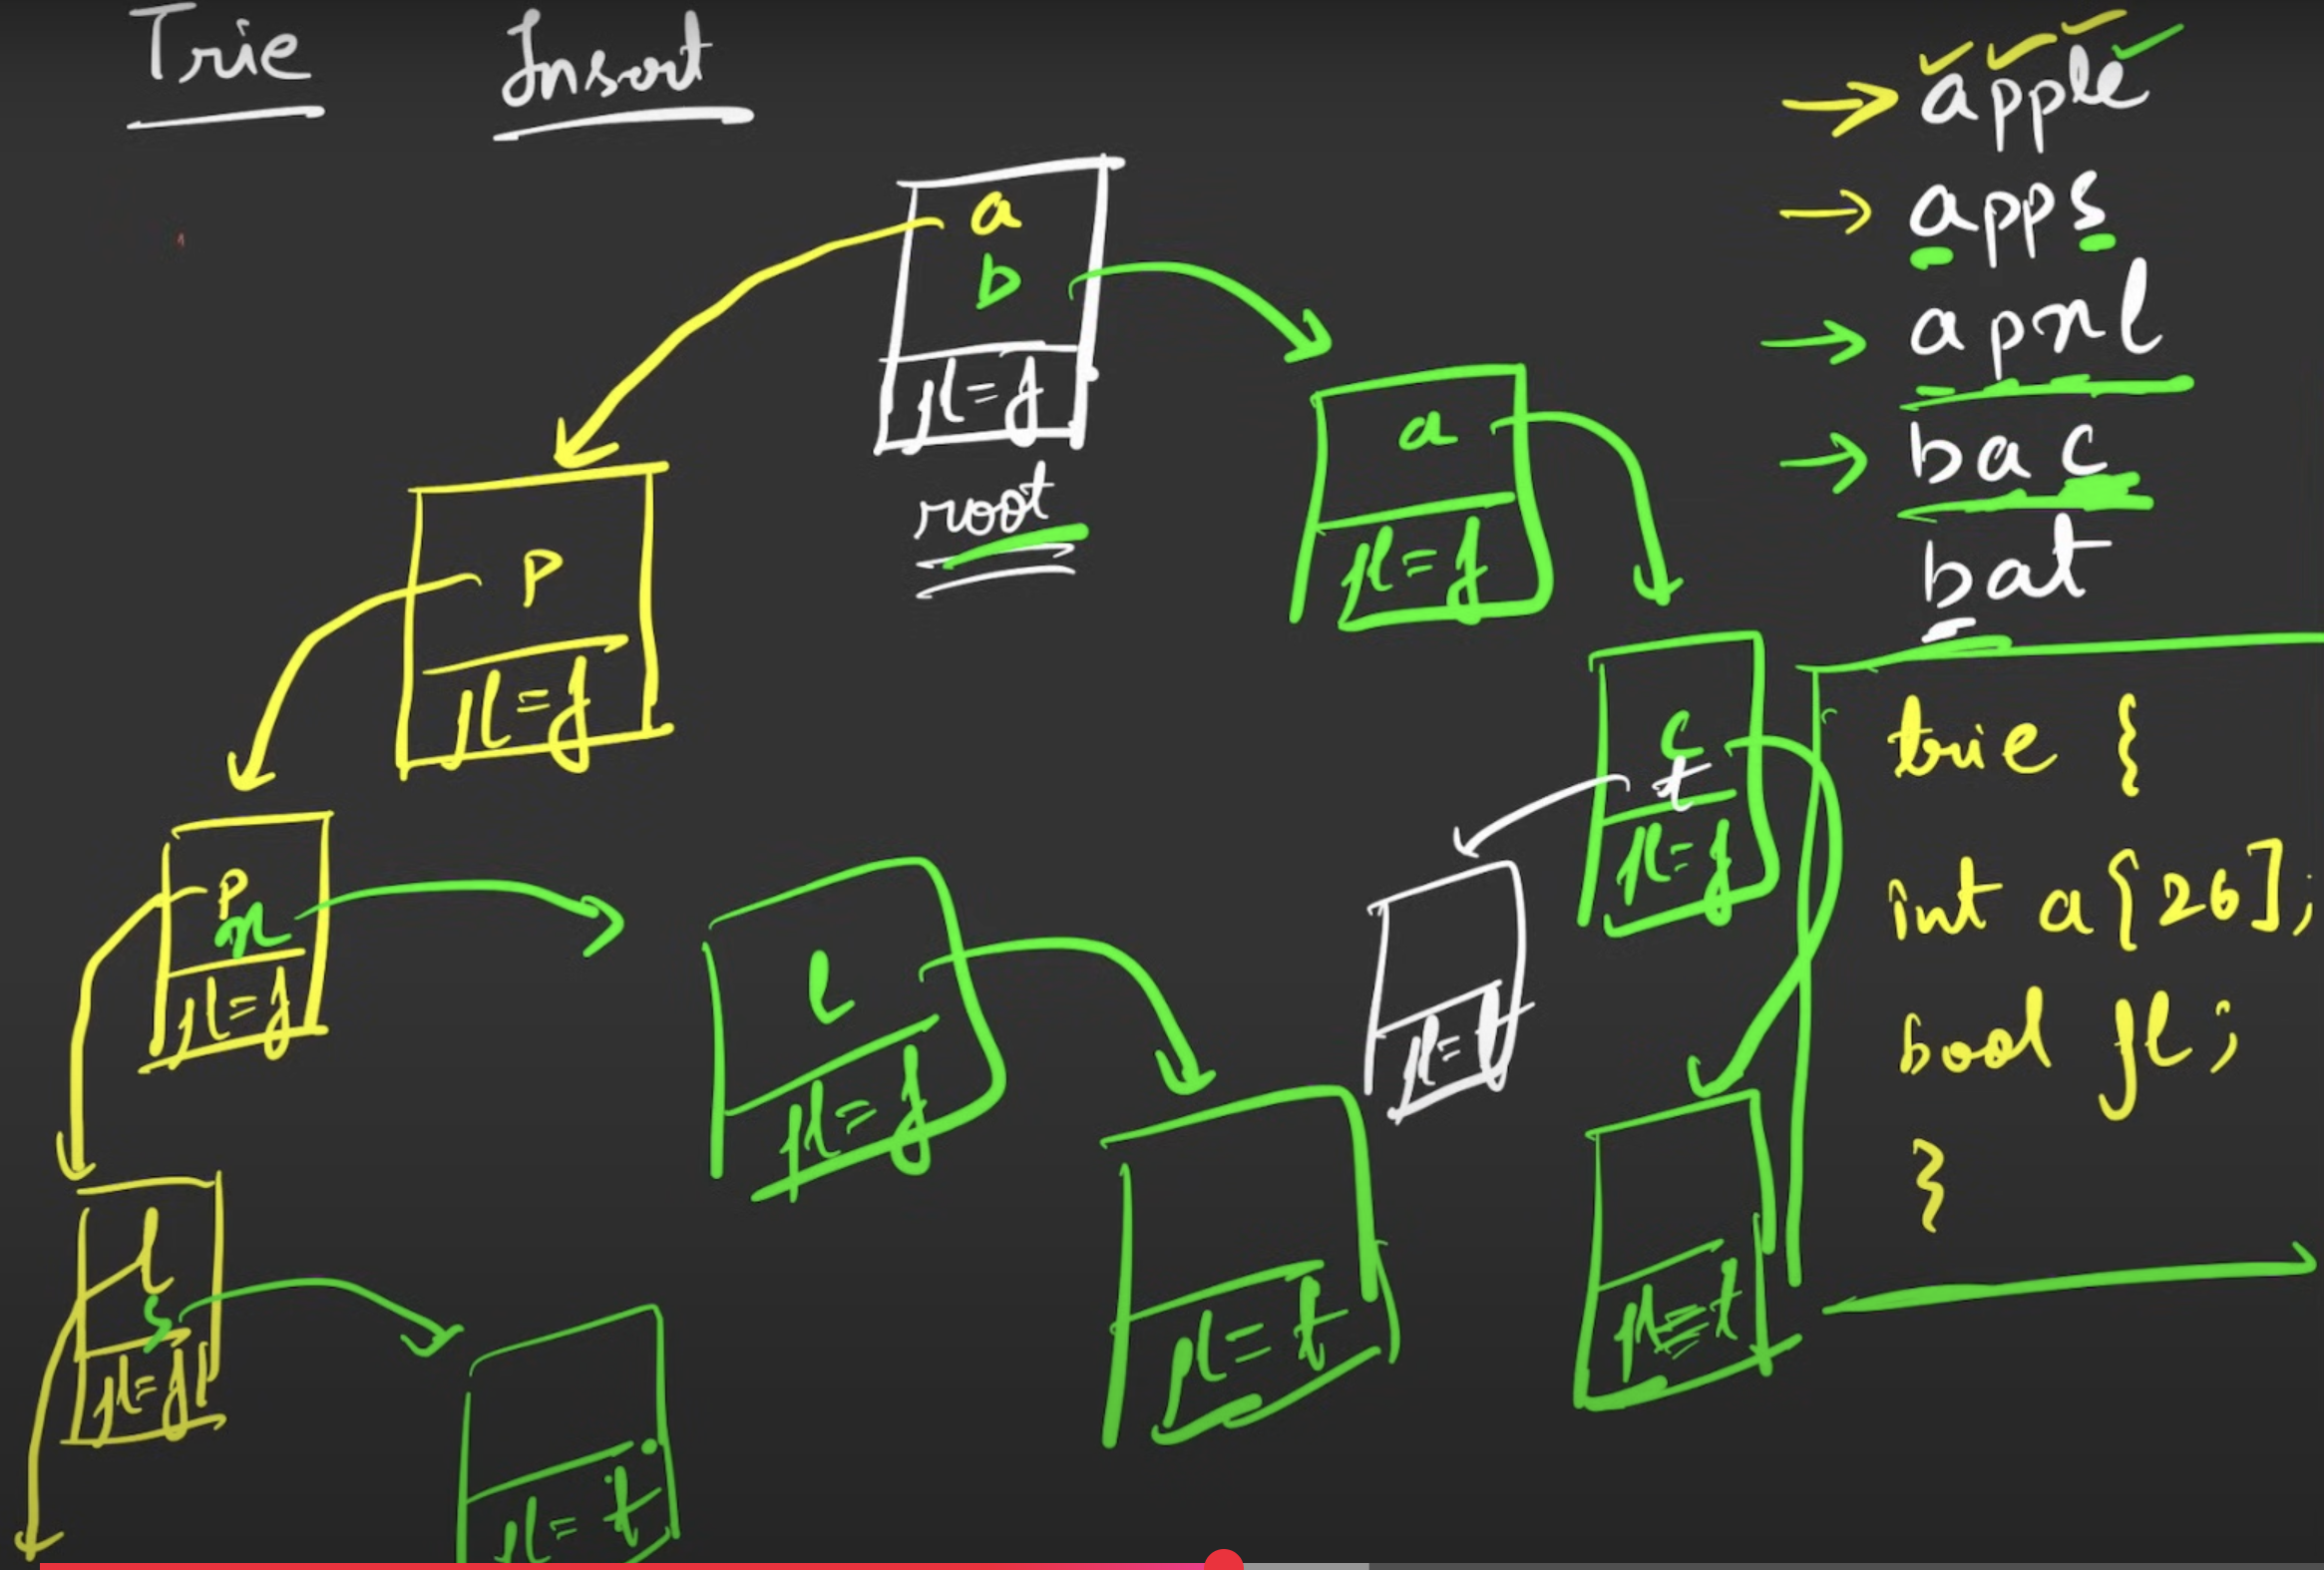 Trie Insert
apple
apps
apxl
bac
bat
a
b
fl=f
root
a
fl=f
p
fl=f
c
t
fl=f
p
x
fl=f
l
fl=f
fl=t
l
s
fl=f
fl=t
fl=t
fl=t
trie {
int a[26];
bool fl;
}